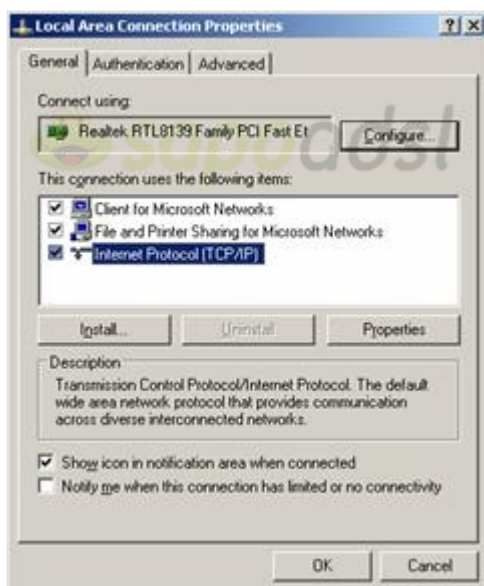 Local Area Connection Properties
General Authentication Advanced
Connect using:
Realtek RTL8139 Family PCI Fast Et Configure...
This connection uses the following items:
Client for Microsoft Networks
File and Printer Sharing for Microsoft Networks
Internet Protocol (TCP/IP)
Install... Uninstall Properties
Description
Transmission Control Protocol/Internet Protocol. The default
wide area network protocol that provides communication
across diverse interconnected networks.
Show icon in notification area when connected
Notify me when this connection has limited or no connectivity
OK Cancel